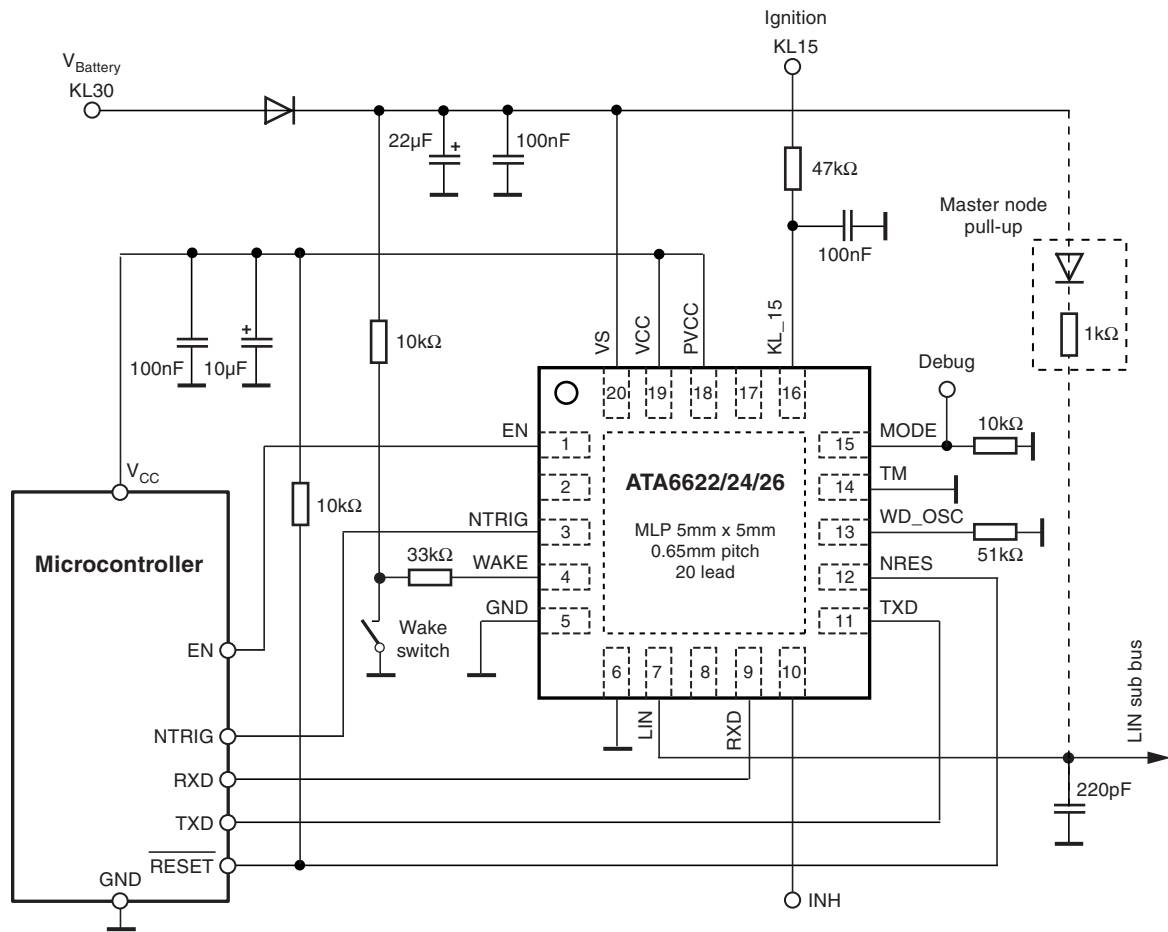 Ignition
KL15
V_Battery
KL30
22µF
+
100nF
47kΩ
100nF
Master node
pull-up
1kΩ
100nF
+
10µF
10kΩ
VS
VCC
PVCC
KL_15
Debug
20
19
18
17
16
EN
1
15
MODE
10kΩ
2
14
TM
NTRIG
3
13
WD_OSC
51kΩ
33kΩ
WAKE
4
12
NRES
GND
5
11
TXD
ATA6622/24/26
MLP 5mm x 5mm
0.65mm pitch
20 lead
6
7
8
9
10
LIN
RXD
Wake
switch
10kΩ
V_CC
Microcontroller
EN
NTRIG
RXD
TXD
RESET
GND
INH
LIN sub bus
220pF